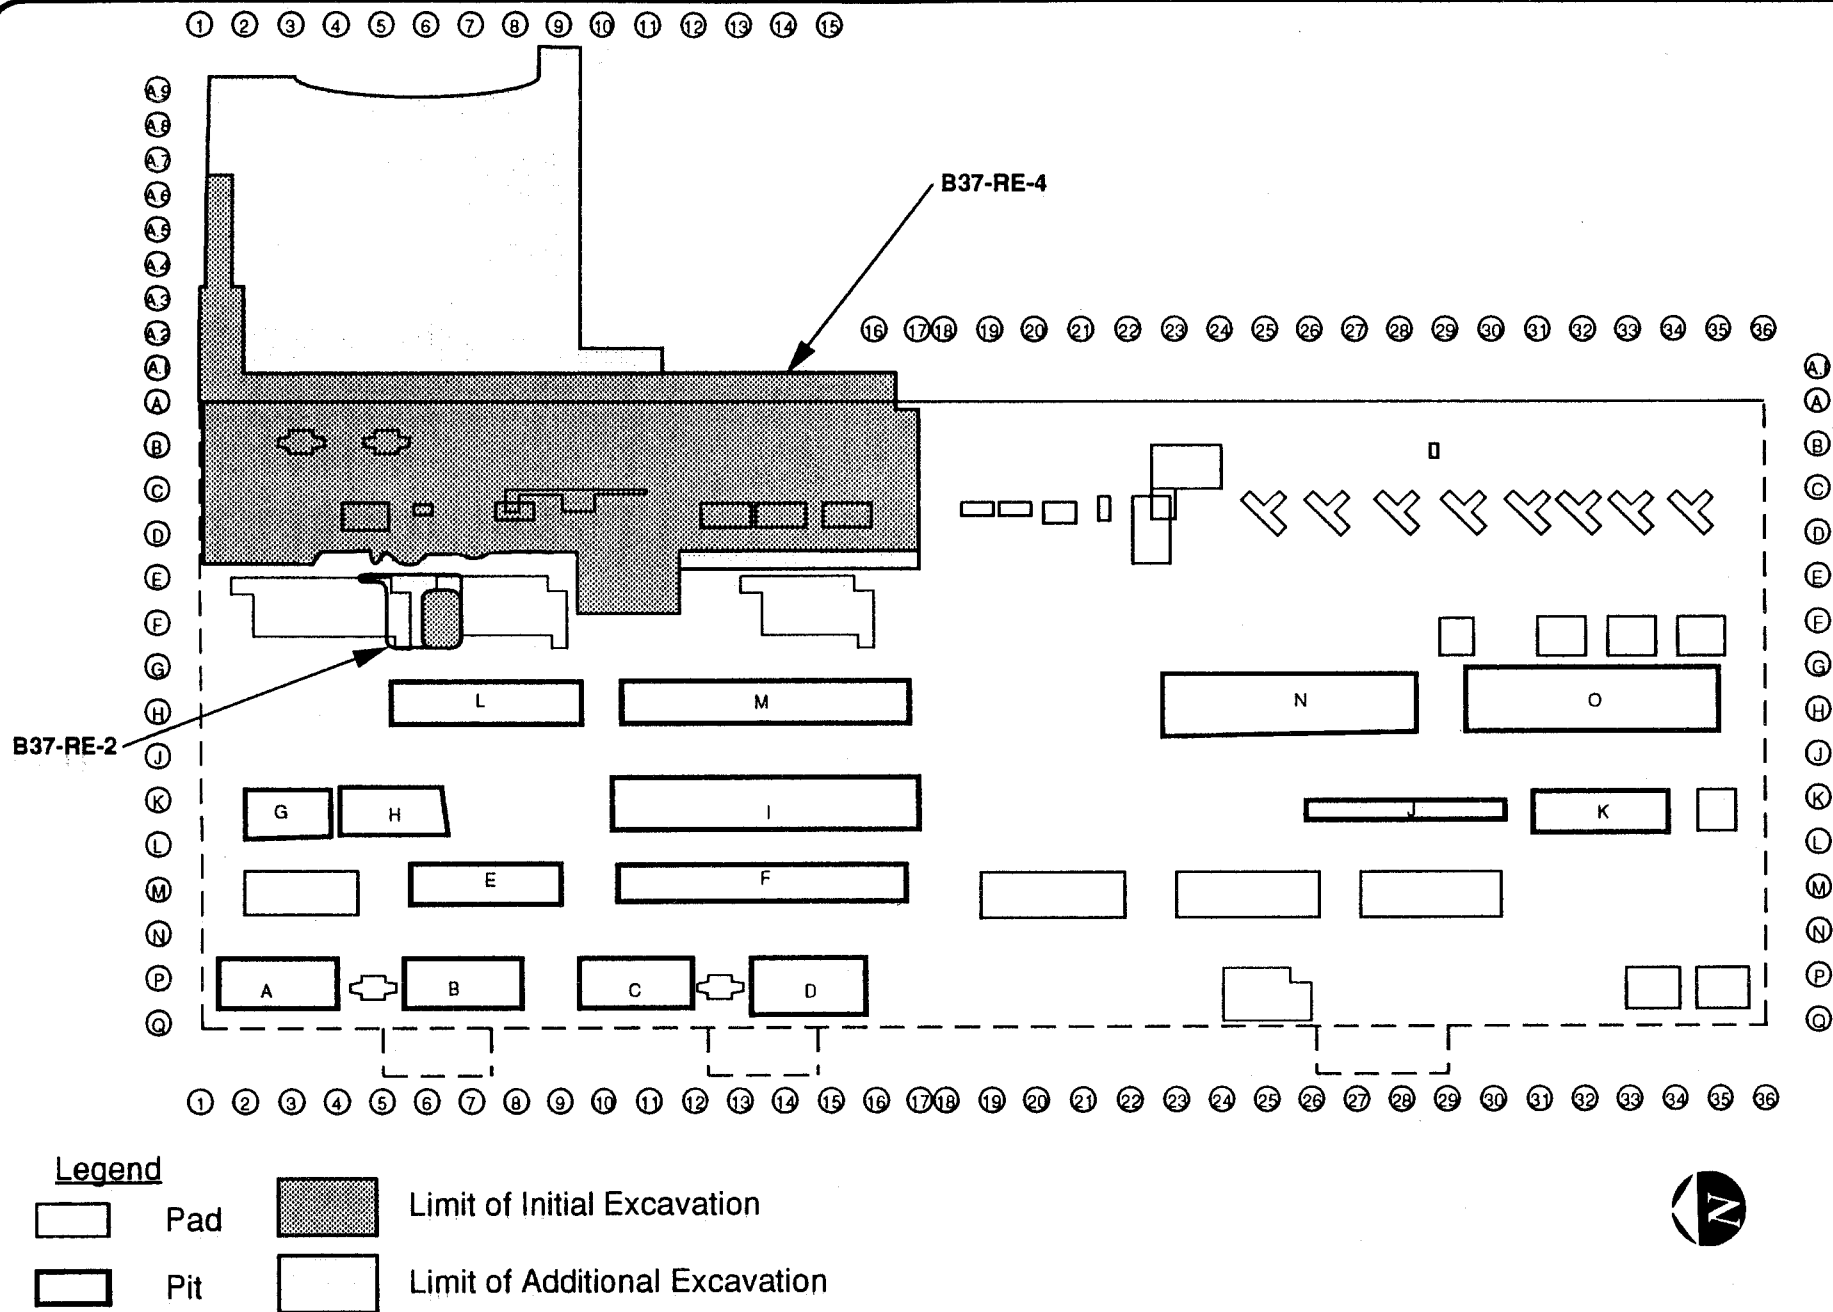 1 2 3 4 5 6 7 8 9 10 11 12 13 14 15
A.9
A.8
A.7
A.6
A.5
A.4
A.3
A.2
A.1
A
B
C
D
E
F
G
H
J
K
L
M
N
P
Q
B37-RE-4
16 17 18 19 20 21 22 23 24 25 26 27 28 29 30 31 32 33 34 35 36
A.1
A
B
C
D
E
F
G
H
J
K
L
M
N
P
Q
B37-RE-2
L M N O
G H I J K
E F
A B C D
1 2 3 4 5 6 7 8 9 10 11 12 13 14 15 16 17 18 19 20 21 22 23 24 25 26 27 28 29 30 31 32 33 34 35 36
Legend
Pad
Pit
Limit of Initial Excavation
Limit of Additional Excavation
N